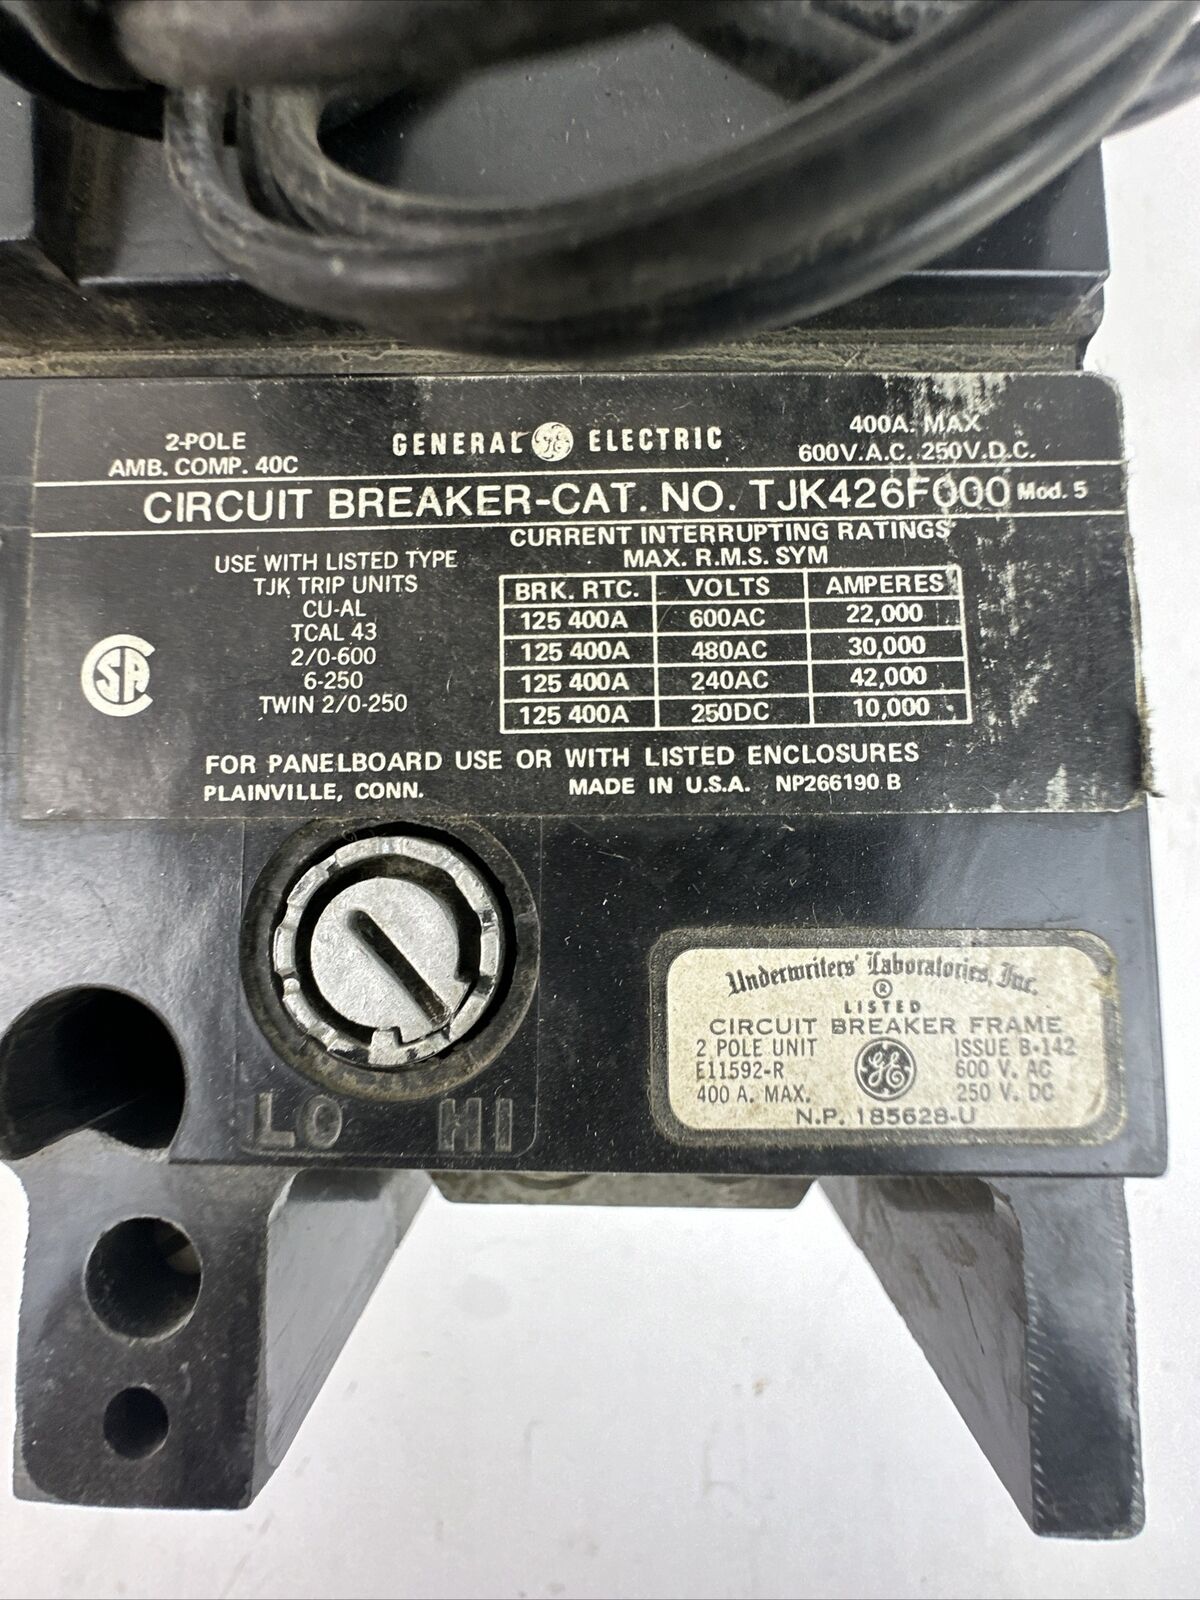 2-POLE
AMB. COMP. 40C
GENERAL GE ELECTRIC
400A. MAX
600V.A.C. 250V.D.C.
CIRCUIT BREAKER-CAT. NO. TJK426F000 Mod. 5
USE WITH LISTED TYPE
TJK TRIP UNITS
CU-AL
TCAL 43
2/0-600
6-250
TWIN 2/0-250
SA
CURRENT INTERRUPTING RATINGS
MAX. R.M.S. SYM
BRK. RTC. VOLTS AMPERES
125 400A 600AC 22,000
125 400A 480AC 30,000
125 400A 240AC 42,000
125 400A 250DC 10,000
FOR PANELBOARD USE OR WITH LISTED ENCLOSURES
PLAINVILLE, CONN. MADE IN U.S.A. NP266190 B
LO HI
Underwriters' Laboratories, Inc.
®
LISTED
CIRCUIT BREAKER FRAME
2 POLE UNIT ISSUE B-142
E11592-R GE 600 V. AC
400 A. MAX. 250 V. DC
N.P. 185628-U